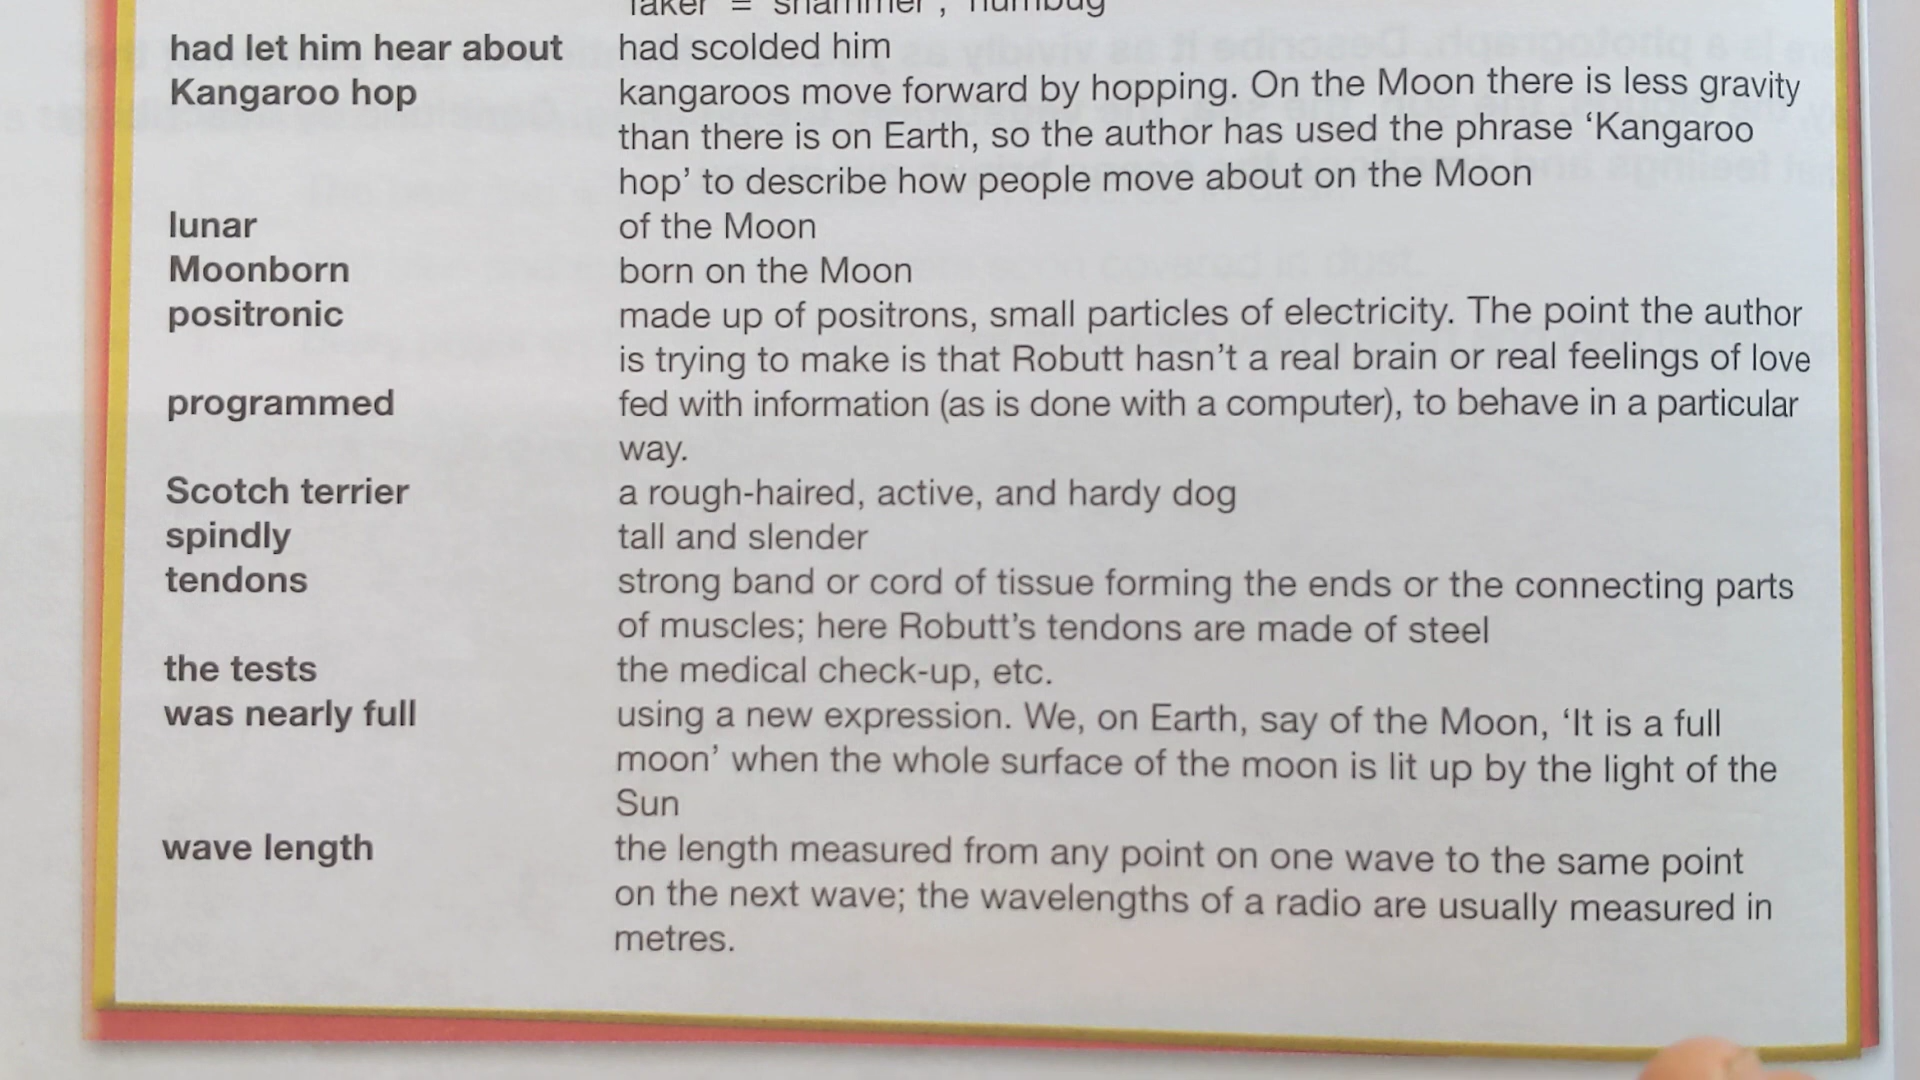 faker = shammer, humbug
had let him hear about had scolded him
Kangaroo hop kangaroos move forward by hopping. On the Moon there is less gravity
than there is on Earth, so the author has used the phrase ‘Kangaroo
hop’ to describe how people move about on the Moon
lunar of the Moon
Moonborn born on the Moon
positronic made up of positrons, small particles of electricity. The point the author
is trying to make is that Robutt hasn’t a real brain or real feelings of love
programmed fed with information (as is done with a computer), to behave in a particular
way.
Scotch terrier a rough-haired, active, and hardy dog
spindly tall and slender
tendons strong band or cord of tissue forming the ends or the connecting parts
of muscles; here Robutt’s tendons are made of steel
the tests the medical check-up, etc.
was nearly full using a new expression. We, on Earth, say of the Moon, ‘It is a full
moon’ when the whole surface of the moon is lit up by the light of the
Sun
wave length the length measured from any point on one wave to the same point
on the next wave; the wavelengths of a radio are usually measured in
metres.